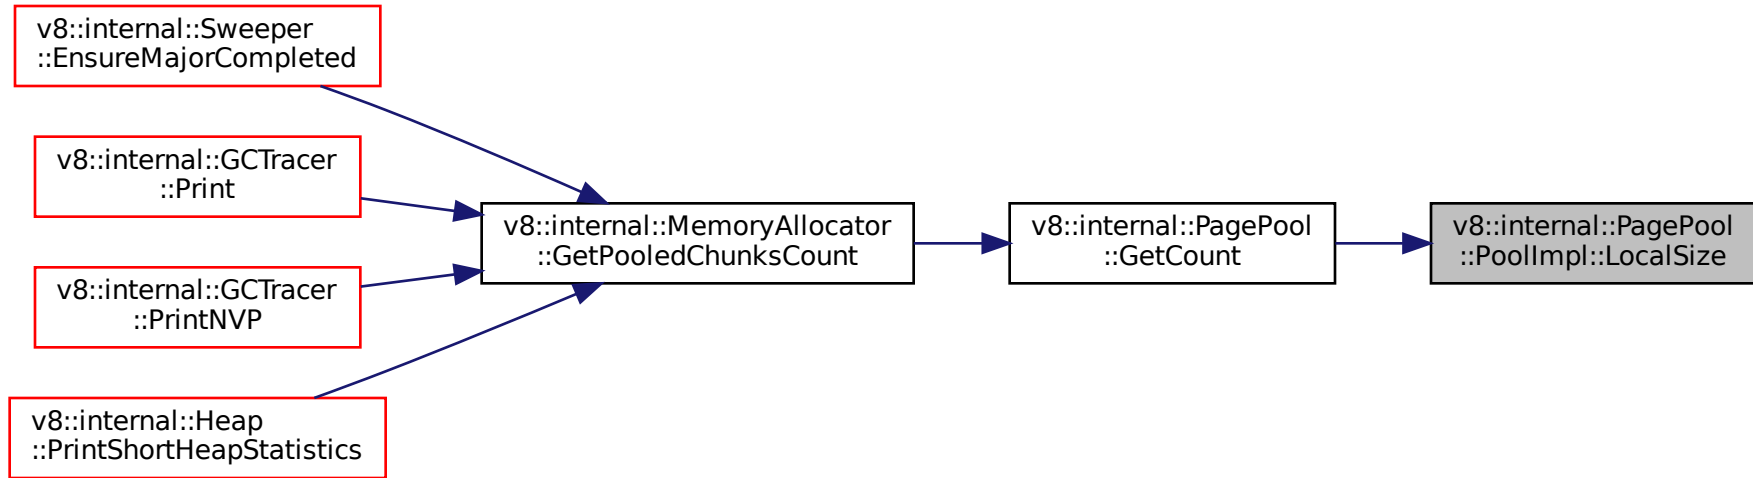 v8::internal::Sweeper
::EnsureMajorCompleted
v8::internal::GCTracer
::Print
v8::internal::GCTracer
::PrintNVP
v8::internal::Heap
::PrintShortHeapStatistics
v8::internal::MemoryAllocator
::GetPooledChunksCount
v8::internal::PagePool
::GetCount
v8::internal::PagePool
::PoolImpl::LocalSize